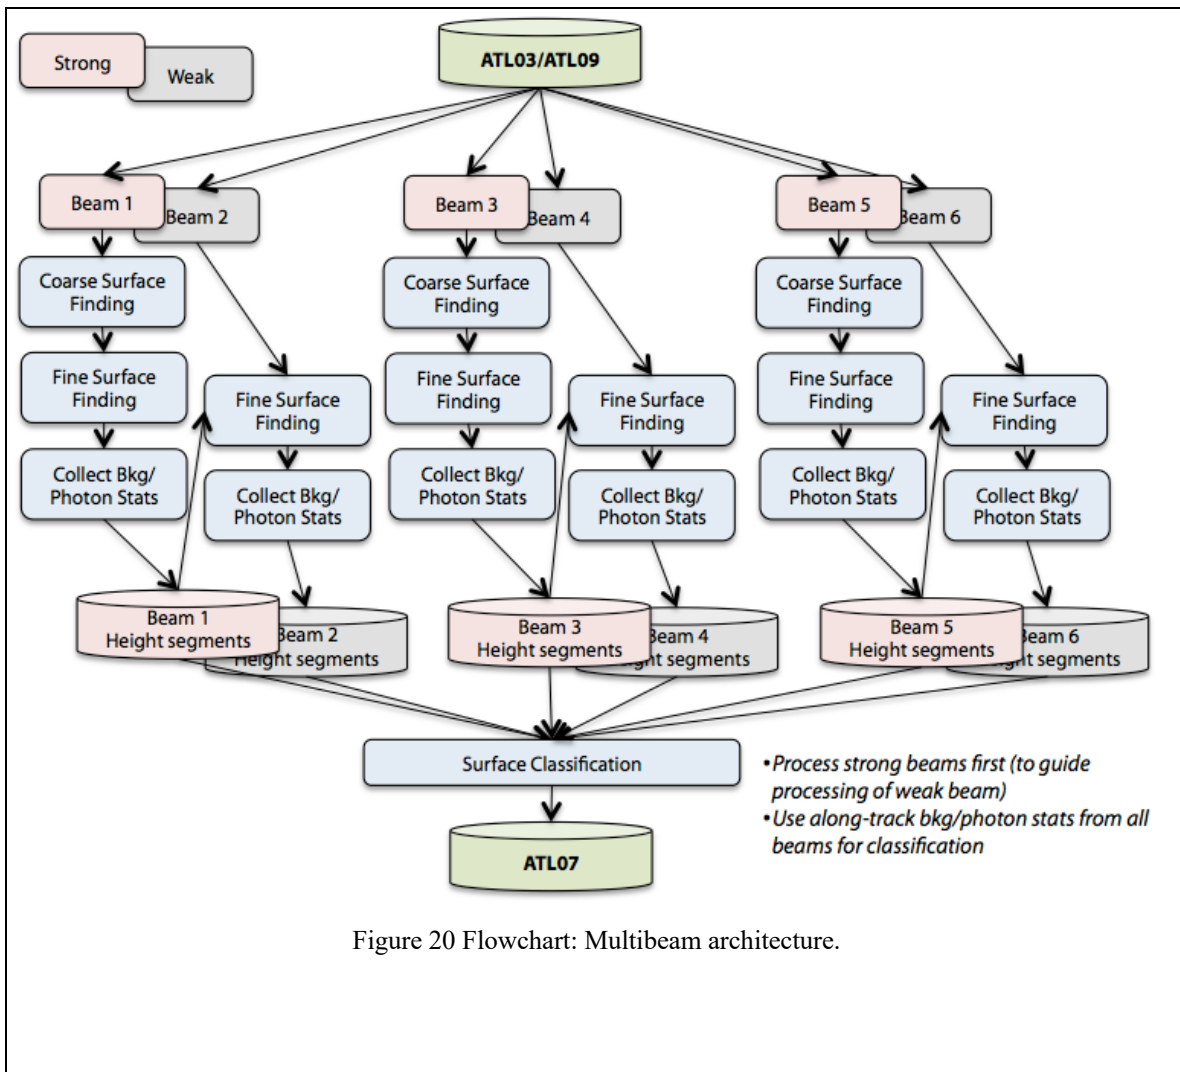 Strong
Weak
ATL03/ATL09
Beam 1
Beam 2
Beam 3
Beam 4
Beam 5
Beam 6
Coarse Surface
Finding
Coarse Surface
Finding
Coarse Surface
Finding
Fine Surface
Finding
Fine Surface
Finding
Fine Surface
Finding
Fine Surface
Finding
Fine Surface
Finding
Fine Surface
Finding
Collect Bkg/
Photon Stats
Collect Bkg/
Photon Stats
Collect Bkg/
Photon Stats
Collect Bkg/
Photon Stats
Collect Bkg/
Photon Stats
Collect Bkg/
Photon Stats
Beam 1
Height segments
Beam 2
Height segments
Beam 3
Height segments
Beam 4
Height segments
Beam 5
Height segments
Beam 6
Height segments
Surface Classification
•Process strong beams first (to guide
processing of weak beam)
•Use along-track bkg/photon stats from all
beams for classification
ATL07
Figure 20 Flowchart: Multibeam architecture.